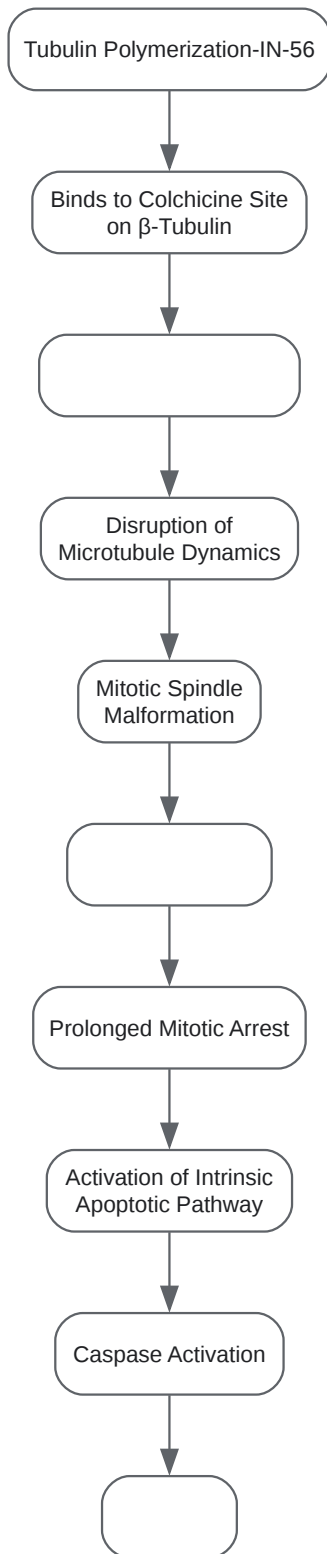 Tubulin Polymerization-IN-56
Binds to Colchicine Site
on β-Tubulin
Disruption of
Microtubule Dynamics
Mitotic Spindle
Malformation
Prolonged Mitotic Arrest
Activation of Intrinsic
Apoptotic Pathway
Caspase Activation